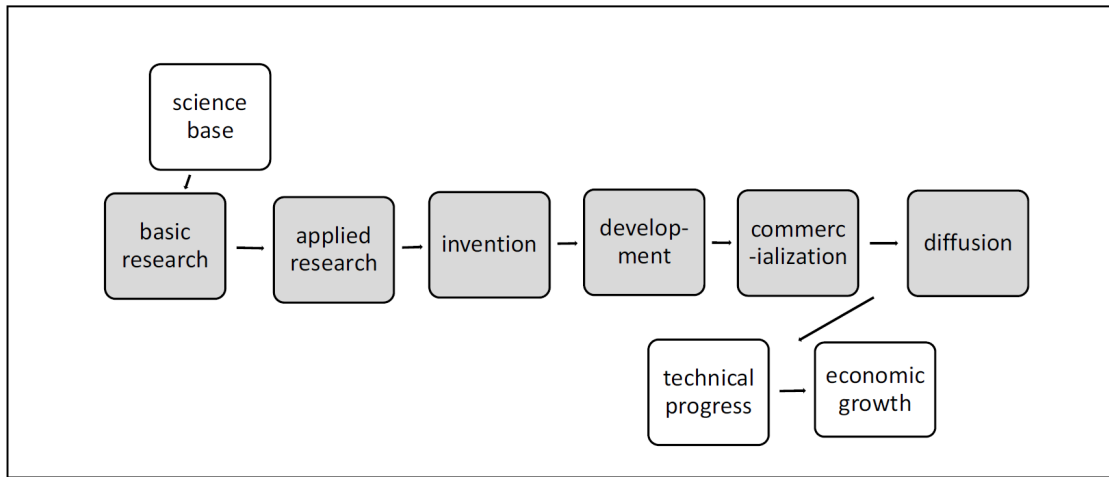 science
base
basic
research
applied
research
invention
develop-
ment
commerc
-ialization
diffusion
technical
progress
economic
growth